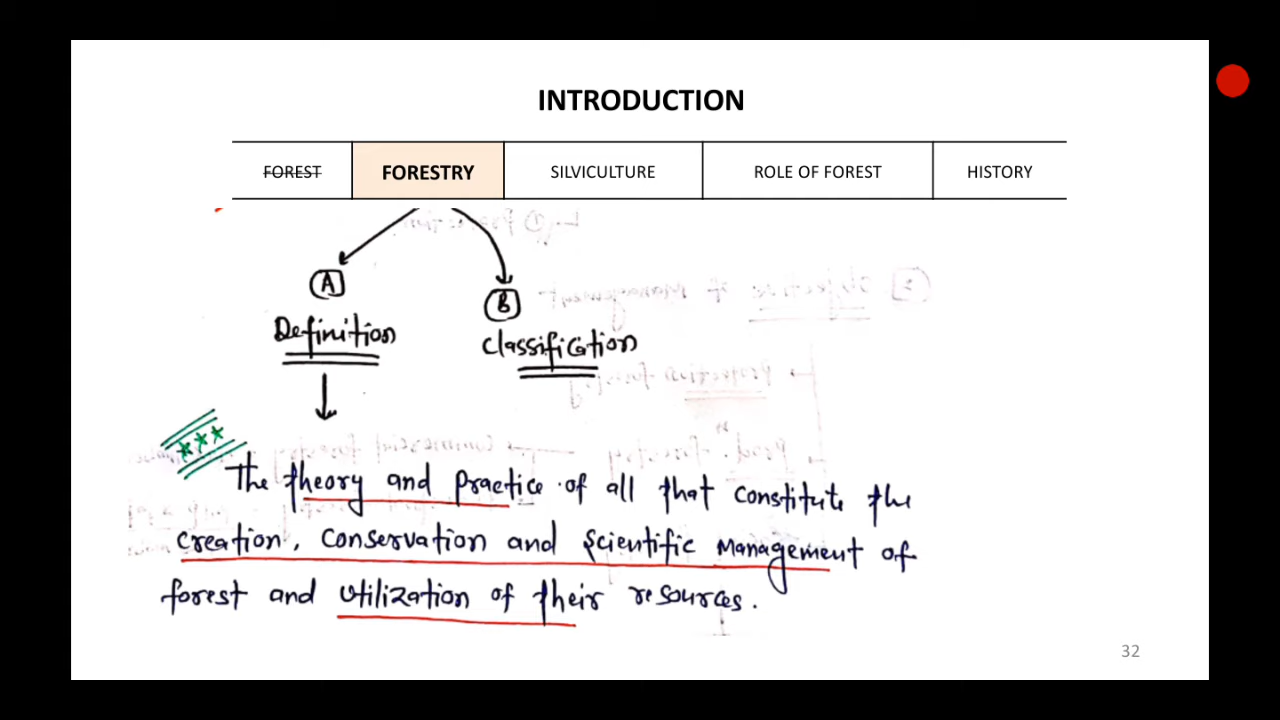 INTRODUCTION
FOREST FORESTRY SILVICULTURE ROLE OF FOREST HISTORY
A
B
Definition
Classification
The theory and practice of all that constitute the
creation, conservation and scientific management of
forest and utilization of their resources.
32